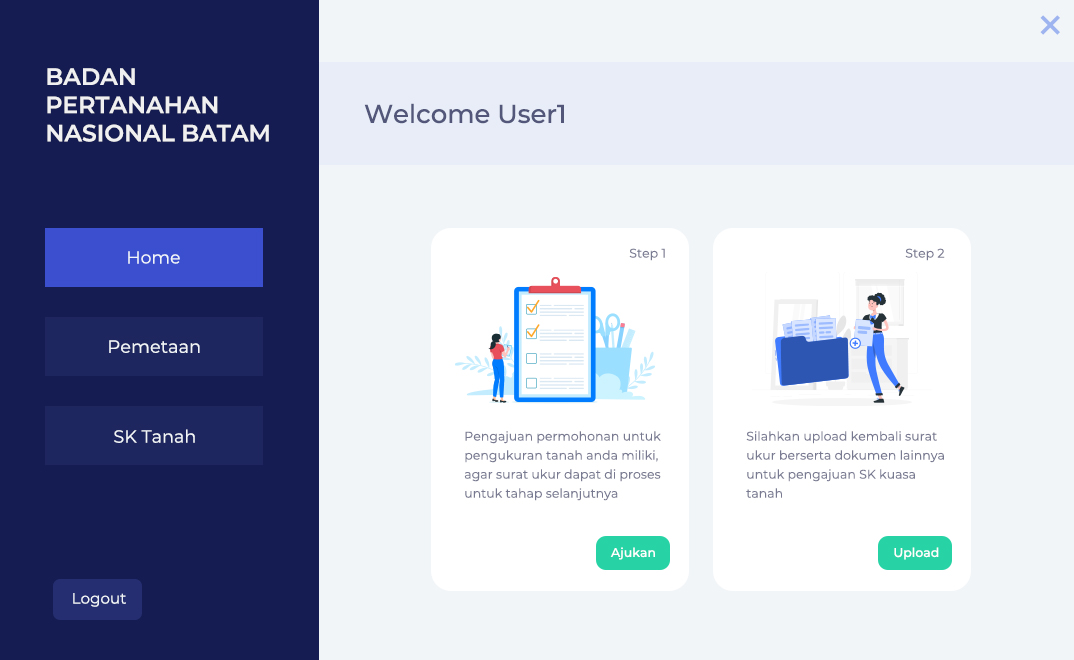 BADAN
PERTANAHAN
NASIONAL BATAM
Home
Pemetaan
SK Tanah
Logout
Welcome User1
Step 1
Pengajuan permohonan untuk
pengukuran tanah anda miliki,
agar surat ukur dapat di proses
untuk tahap selanjutnya
Ajukan
Step 2
Silahkan upload kembali surat
ukur berserta dokumen lainnya
untuk pengajuan SK kuasa
tanah
Upload